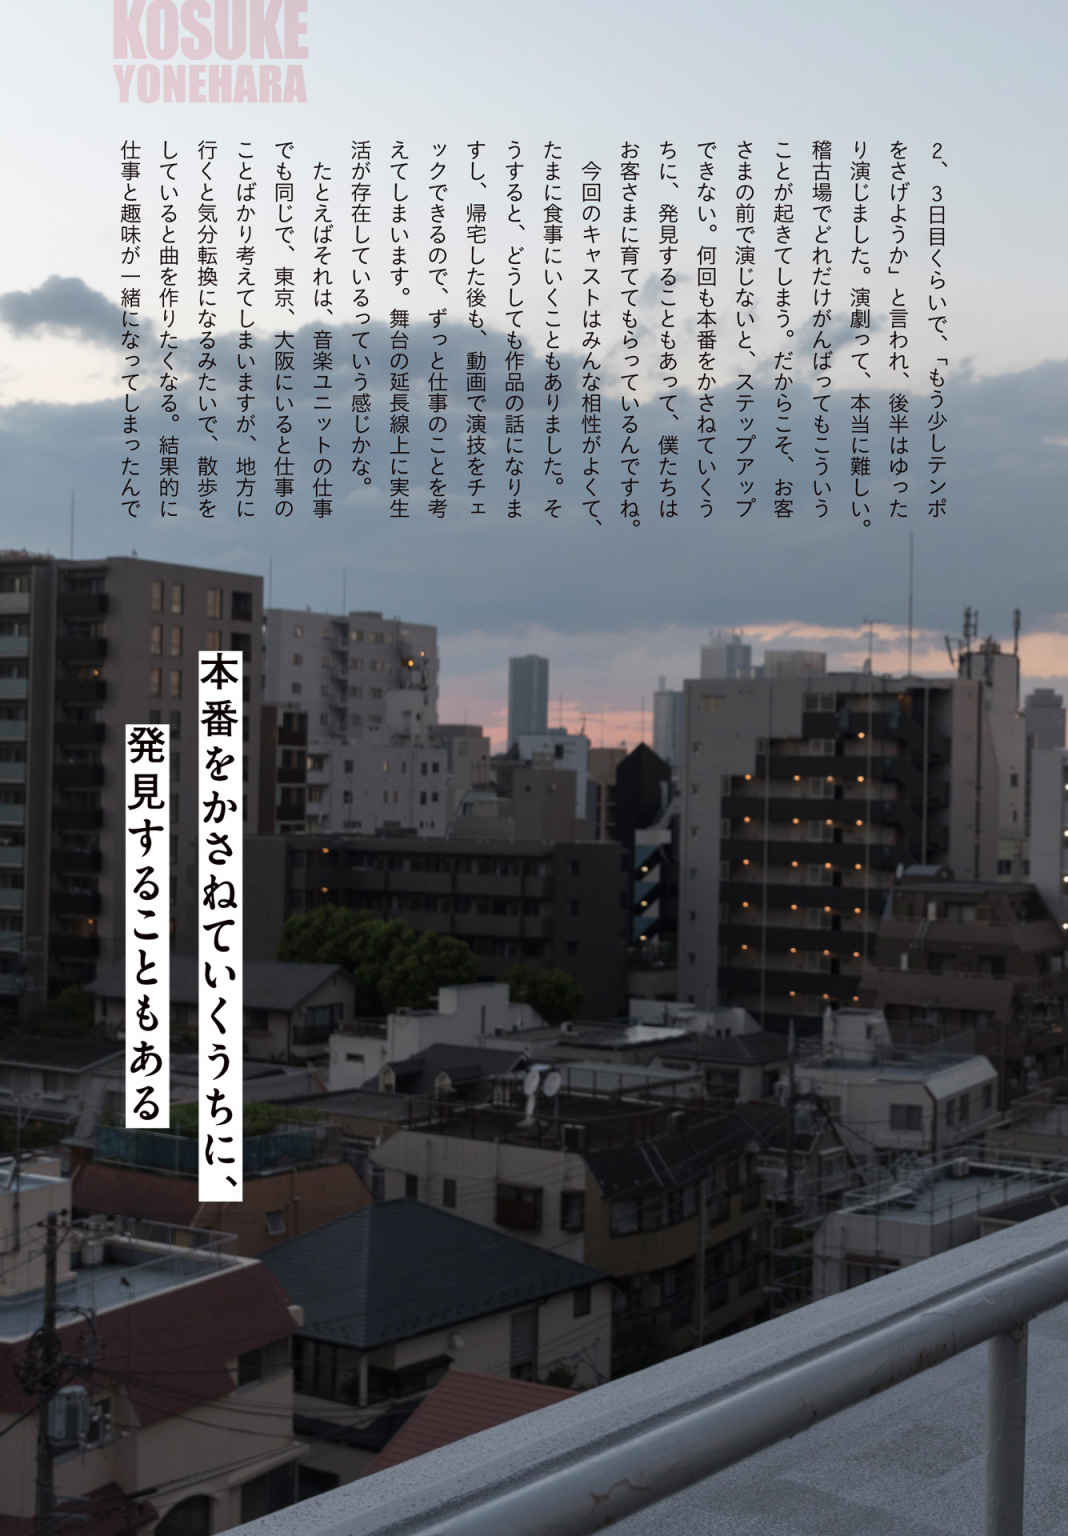 KOSUKE
YONEHARA
2、3日目くらいで、「もう少しテンポ
をさげようか」と言われ、後半はゆった
り演じました。演劇って、本当に難しい。
稽古場でどれだけがんばってもこういう
ことが起きてしまう。だからこそ、お客
さまの前で演じないと、ステップアップ
できない。何回も本番をかさねていくう
ちに、発見することもあって、僕たちは
お客さまに育ててもらっているんですね。
今回のキャストはみんな相性がよくて、
たまに食事にいくこともありました。そ
うすると、どうしても作品の話になりま
すし、帰宅した後も、動画で演技をチェ
ックできるので、ずっと仕事のことを考
えてしまいます。舞台の延長線上に実生
活が存在しているっていう感じかな。
たとえばそれは、音楽ユニットの仕事
でも同じで、東京、大阪にいると仕事の
ことばかり考えてしまいますが、地方に
行くと気分転換になるみたいで、散歩を
していると曲を作りたくなる。結果的に
仕事と趣味が一緒になってしまったんで
本番をかさねていくうちに、
発見することもある